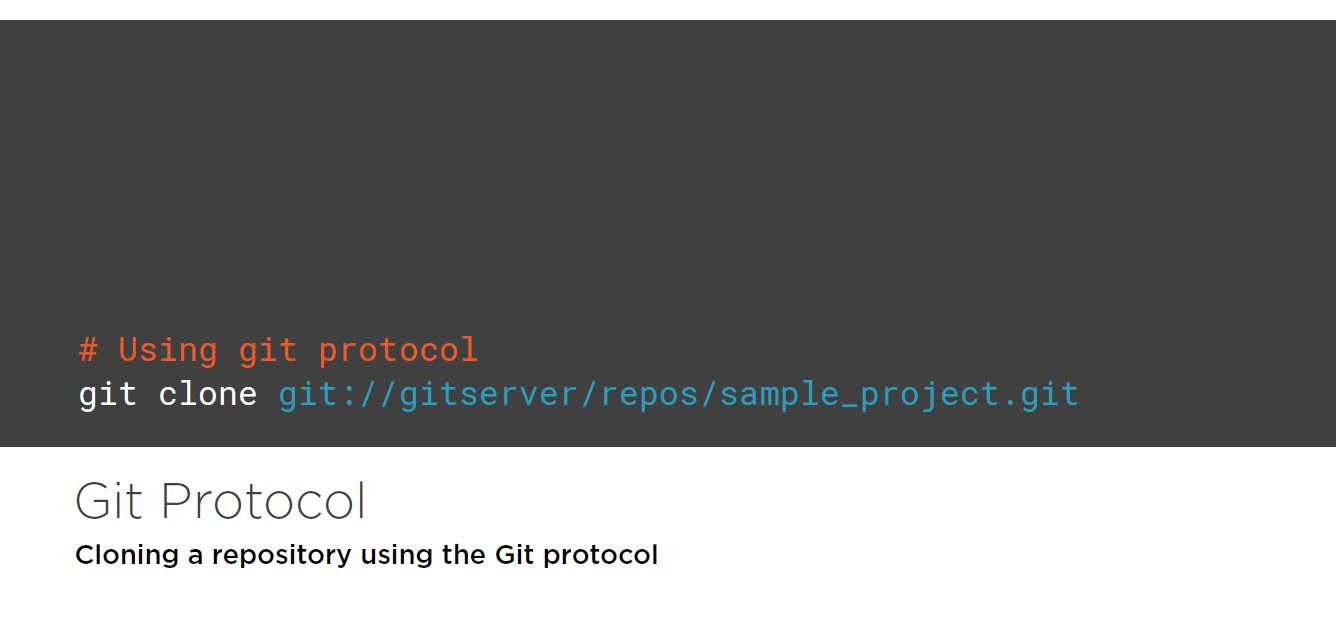 # Using git protocol
git clone git://gitserver/repos/sample_project.git
Git Protocol
Cloning a repository using the Git protocol